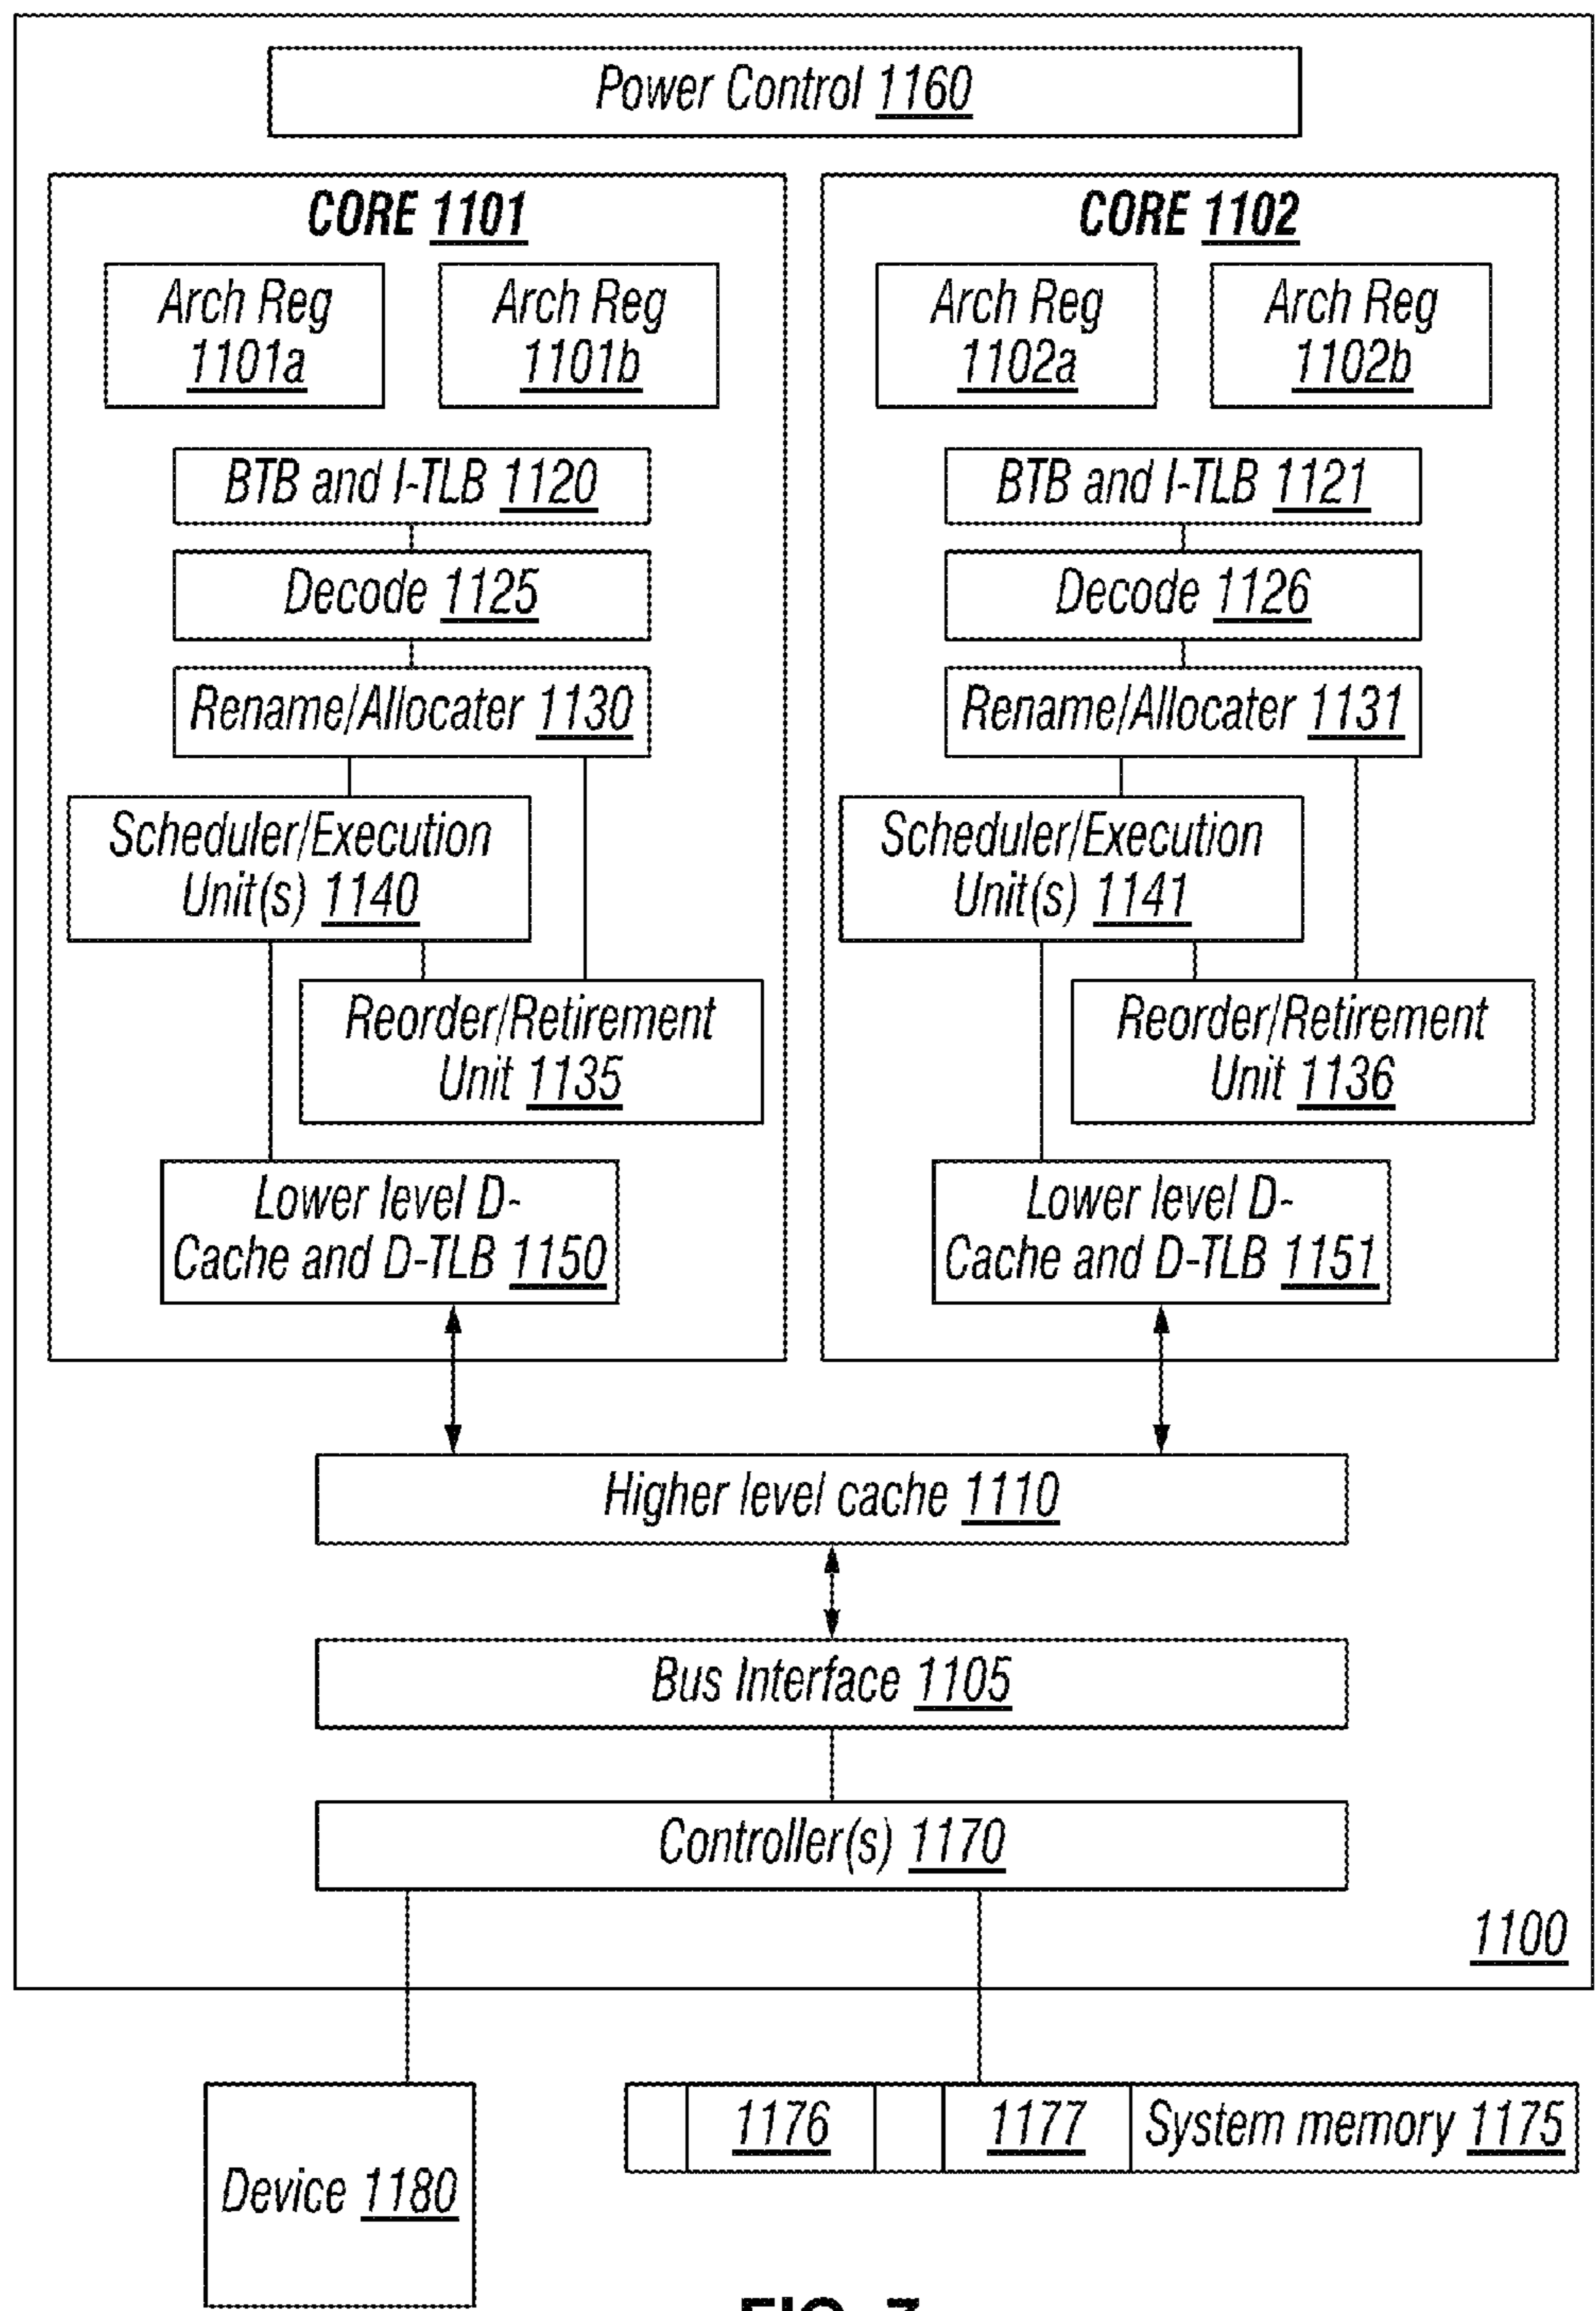 Power Control 1160
CORE 1101
Arch Reg
1101a
Arch Reg
1101b
BTB and I-TLB 1120
Decode 1125
Rename/Allocater 1130
Scheduler/Execution
Unit(s) 1140
Reorder/Retirement
Unit 1135
Lower level D-
Cache and D-TLB 1150
CORE 1102
Arch Reg
1102a
Arch Reg
1102b
BTB and I-TLB 1121
Decode 1126
Rename/Allocater 1131
Scheduler/Execution
Unit(s) 1141
Reorder/Retirement
Unit 1136
Lower level D-
Cache and D-TLB 1151
Higher level cache 1110
Bus Interface 1105
Controller(s) 1170
1100
Device 1180
1176
1177
System memory 1175